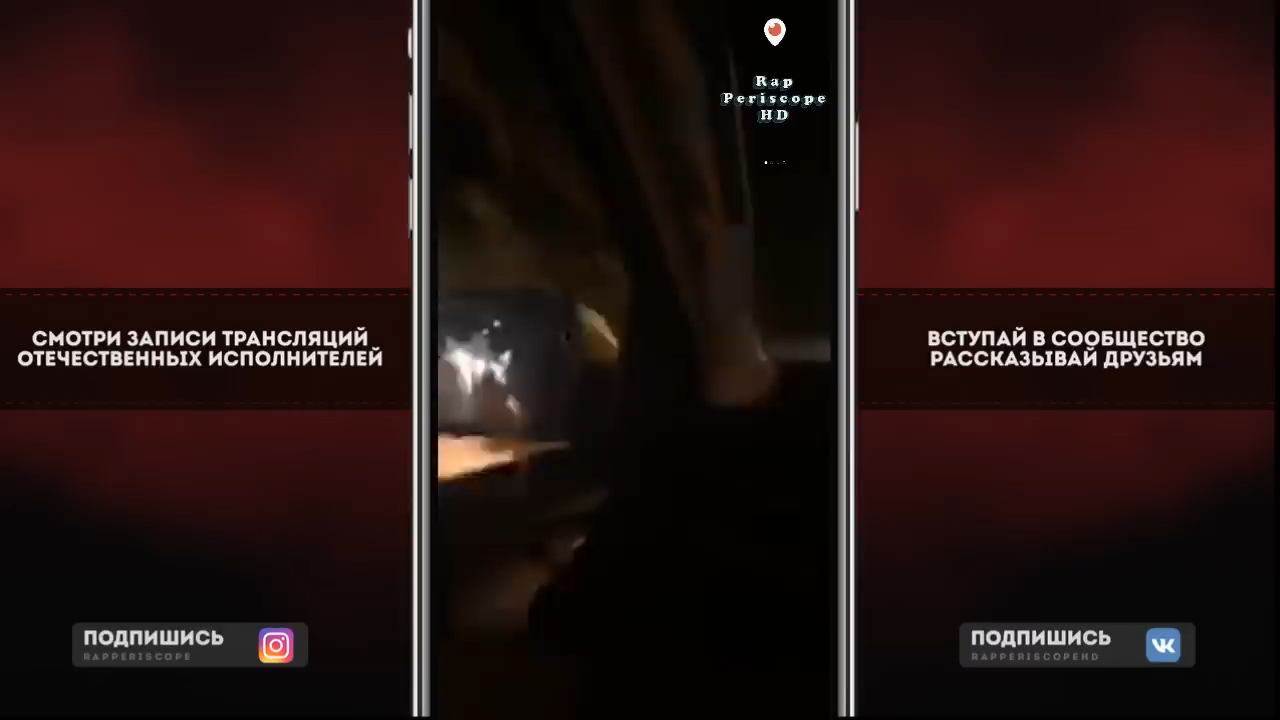 Rap
Periscope
HD
СМОТРИ ЗАПИСИ ТРАНСЛЯЦИЙ
ОТЕЧЕСТВЕННЫХ ИСПОЛНИТЕЛЕЙ
ВСТУПАЙ В СООБЩЕСТВО
РАССКАЗЫВАЙ ДРУЗЬЯМ
ПОДПИШИСЬ
RAPPERISCOPE
ПОДПИШИСЬ
RAPPERISCOPEHD